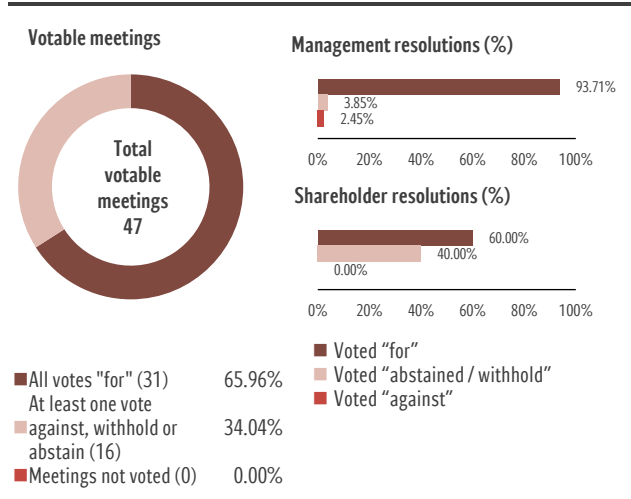 Votable meetings
Total
votable
meetings
47
All votes "for" (31) 65.96%
At least one vote
against, withhold or 34.04%
abstain (16)
Meetings not voted (0) 0.00%
Management resolutions (%)
93.71%
3.85%
2.45%
0% 20% 40% 60% 80% 100%
Shareholder resolutions (%)
60.00%
40.00%
0.00%
0% 20% 40% 60% 80% 100%
Voted “for”
Voted “abstained / withhold”
Voted “against”